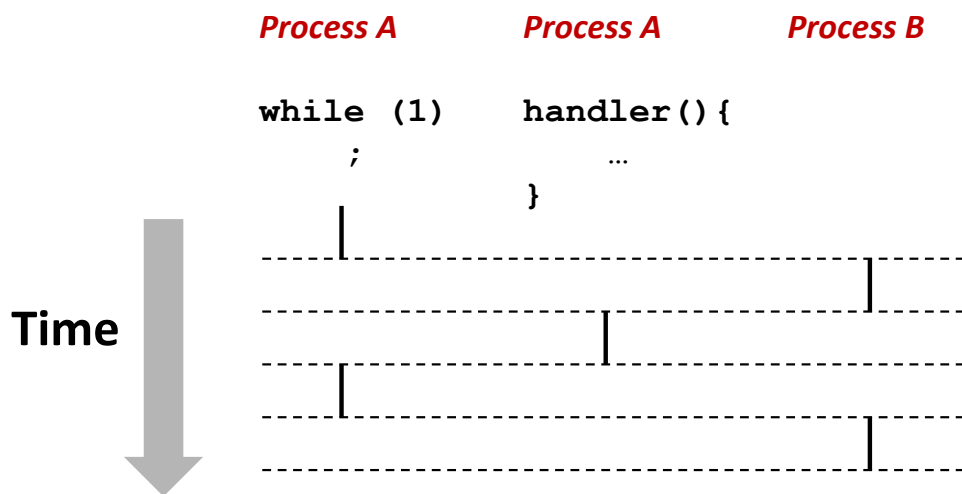 Process A Process A Process B
while (1) handler(){
; …
}
Time